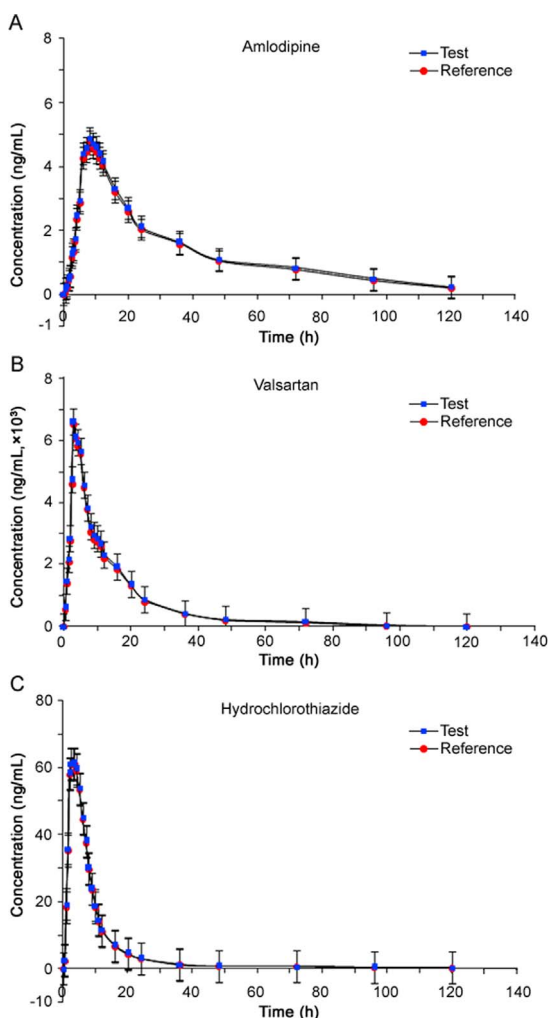 A
Amlodipine
Test
Reference
Concentration (ng/mL)
8
6
4
2
0
-1
0 20 40 60 80 100 120 140
Time (h)
B
Valsartan
Test
Reference
Concentration (ng/mL,×10³)
8
6
4
2
0
0 20 40 60 80 100 120 140
Time (h)
C
Hydrochlorothiazide
Test
Reference
Concentration (ng/mL)
80
60
40
20
0
-10
0 20 40 60 80 100 120 140
Time (h)